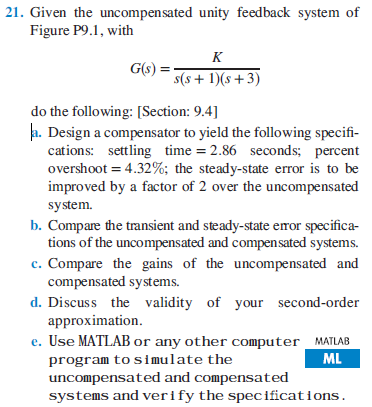 21. Given the uncompensated unity feedback system of
Figure P9.1, with
G(s) = K / s(s + 1)(s + 3)
do the following: [Section: 9.4]
a. Design a compensator to yield the following specifi-
cations: settling time = 2.86 seconds; percent
overshoot = 4.32%; the steady-state error is to be
improved by a factor of 2 over the uncompensated
system.
b. Compare the transient and steady-state error specifica-
tions of the uncompensated and compensated systems.
c. Compare the gains of the uncompensated and
compensated systems.
d. Discuss the validity of your second-order
approximation.
e. Use MATLAB or any other computer
program to simulate the
uncompensated and compensated
systems and verify the specifications.
MATLAB
ML